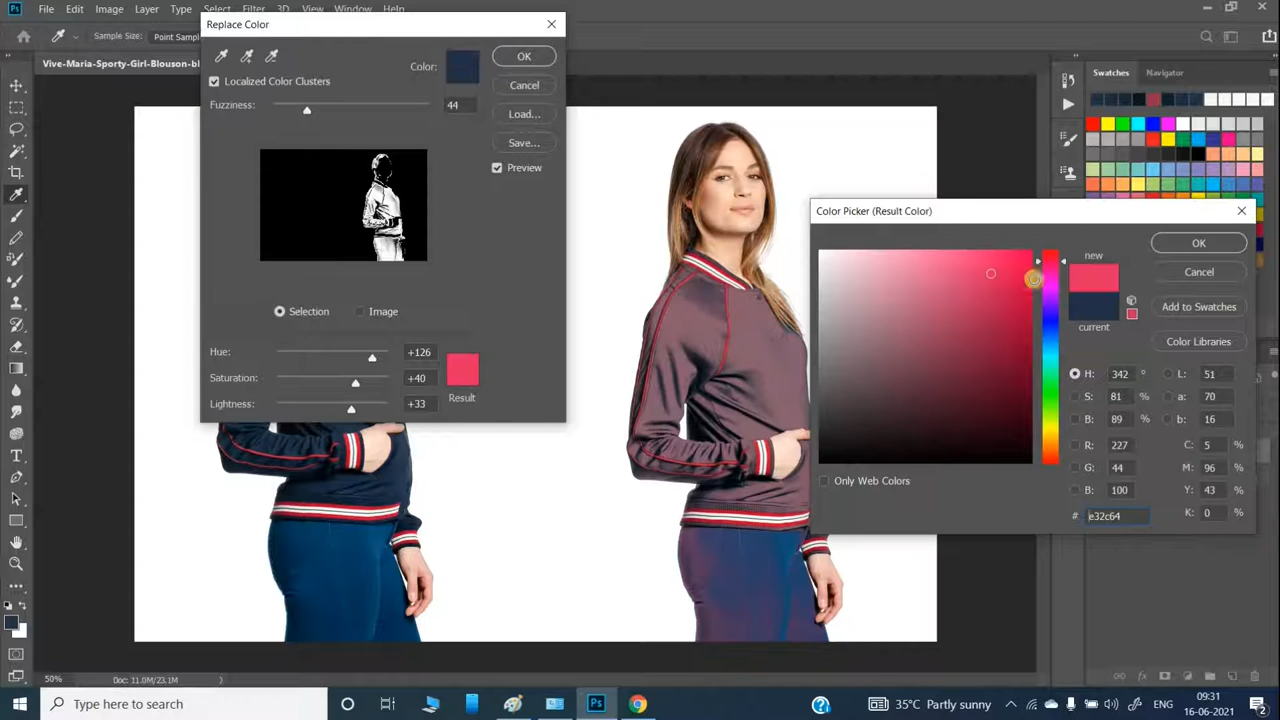 Ps File Edit Image Layer Type Select Filter 3D View Window Help
Sample Size: Point Sampl
Vive-Maria-Sporty-Girl-Blouson-bl
Replace Color
Color:
OK
Localized Color Clusters
Cancel
Fuzziness: 44
Load...
Save...
Preview
Selection Image
Hue: +126
Saturation: +40
Result
Lightness: +33
Swatches Navigator
Color Picker (Result Color)
OK
new
Cancel
Add to Swatches
current
Color Libraries
H: 342 ° L: 51
S: 81 % a: 70
B: 89 % b: 16
R: 227 C: 5 %
G: 44 M: 96 %
B: 100 Y: 43 %
Only Web Colors
# e32c64 K: 0 %
50% Doc: 11.0M/23.1M
Type here to search
Ps
35°C Partly sunny
09:31
16-06-2021
2